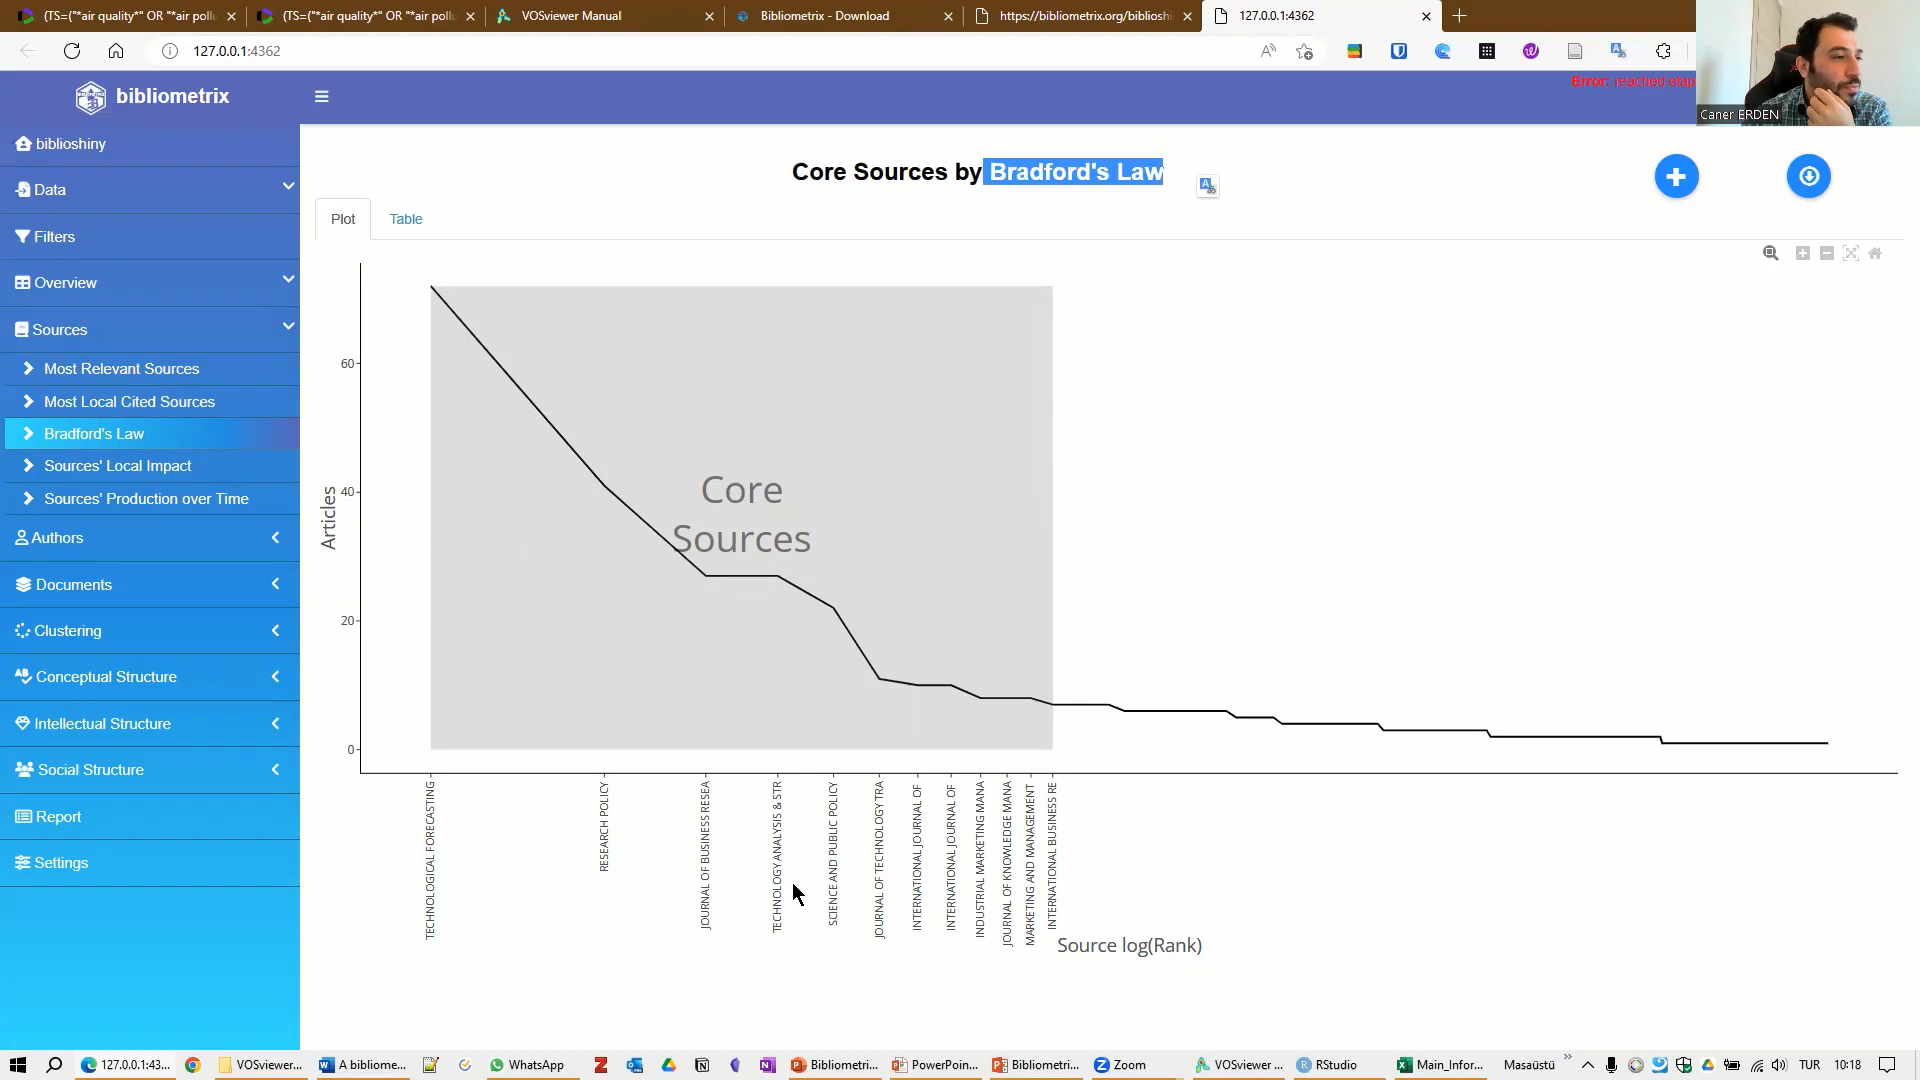 (TS=("*air quality*" OR "*air pollu
(TS=("*air quality*" OR "*air pollu
VOSviewer Manual
Bibliometrix - Download
https://bibliometrix.org/biblioshi
127.0.0.1:4362
127.0.0.1:4362
bibliometrix
Error: reached elap
Caner ERDEN
biblioshiny
Data
Filters
Overview
Sources
Most Relevant Sources
Most Local Cited Sources
Bradford's Law
Sources' Local Impact
Sources' Production over Time
Authors
Documents
Clustering
Conceptual Structure
Intellectual Structure
Social Structure
Report
Settings
Core Sources by Bradford's Law
Plot
Table
Articles
60
40
20
0
Core
Sources
TECHNOLOGICAL FORECASTING
RESEARCH POLICY
JOURNAL OF BUSINESS RESEA
TECHNOLOGY ANALYSIS & STR
SCIENCE AND PUBLIC POLICY
JOURNAL OF TECHNOLOGY TRA
INTERNATIONAL JOURNAL OF
INTERNATIONAL JOURNAL OF
INDUSTRIAL MARKETING MANA
JOURNAL OF KNOWLEDGE MANA
MARKETING AND MANAGEMENT
INTERNATIONAL BUSINESS RE
Source log(Rank)
127.0.0.1:43...
VOSviewer...
A bibliome...
WhatsApp
Bibliometri...
PowerPoin...
Bibliometri...
Zoom
VOSviewer ...
RStudio
Main_Infor...
Masaüstü
TUR
10:18